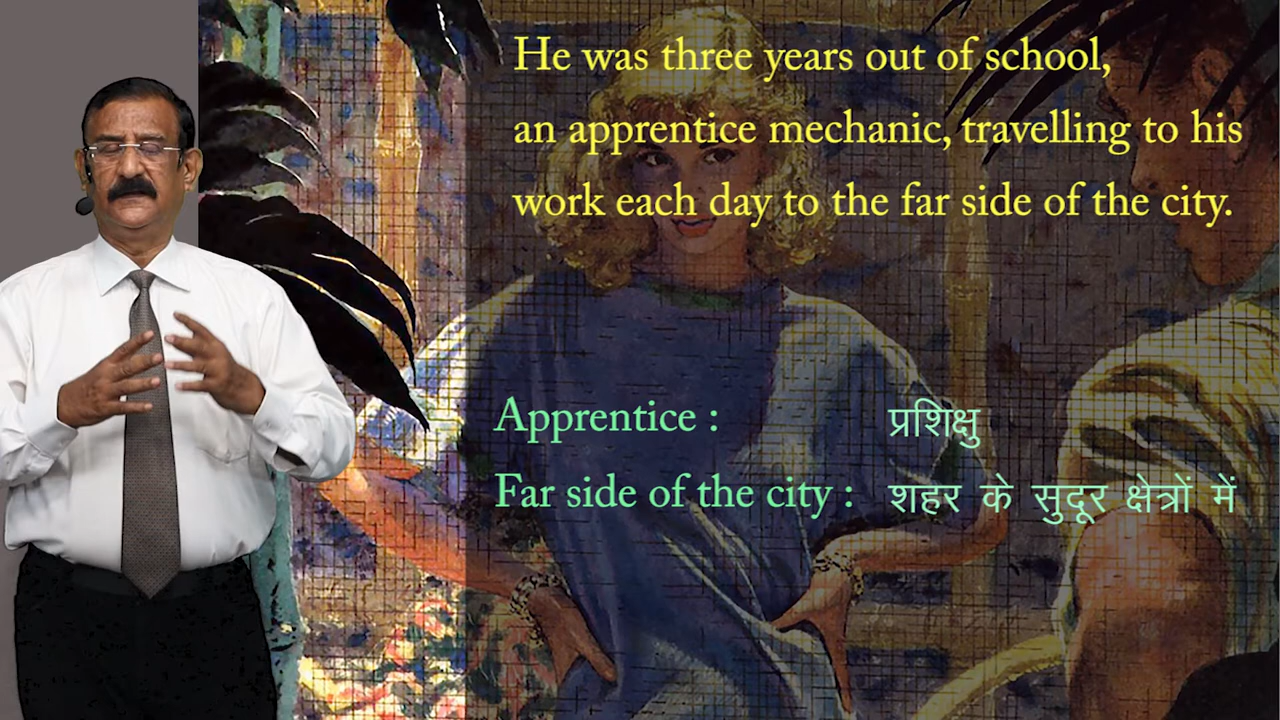 He was three years out of school,
an apprentice mechanic, travelling to his
work each day to the far side of the city.
Apprentice : प्रशिक्षु
Far side of the city : शहर के सुदूर क्षेत्रों में